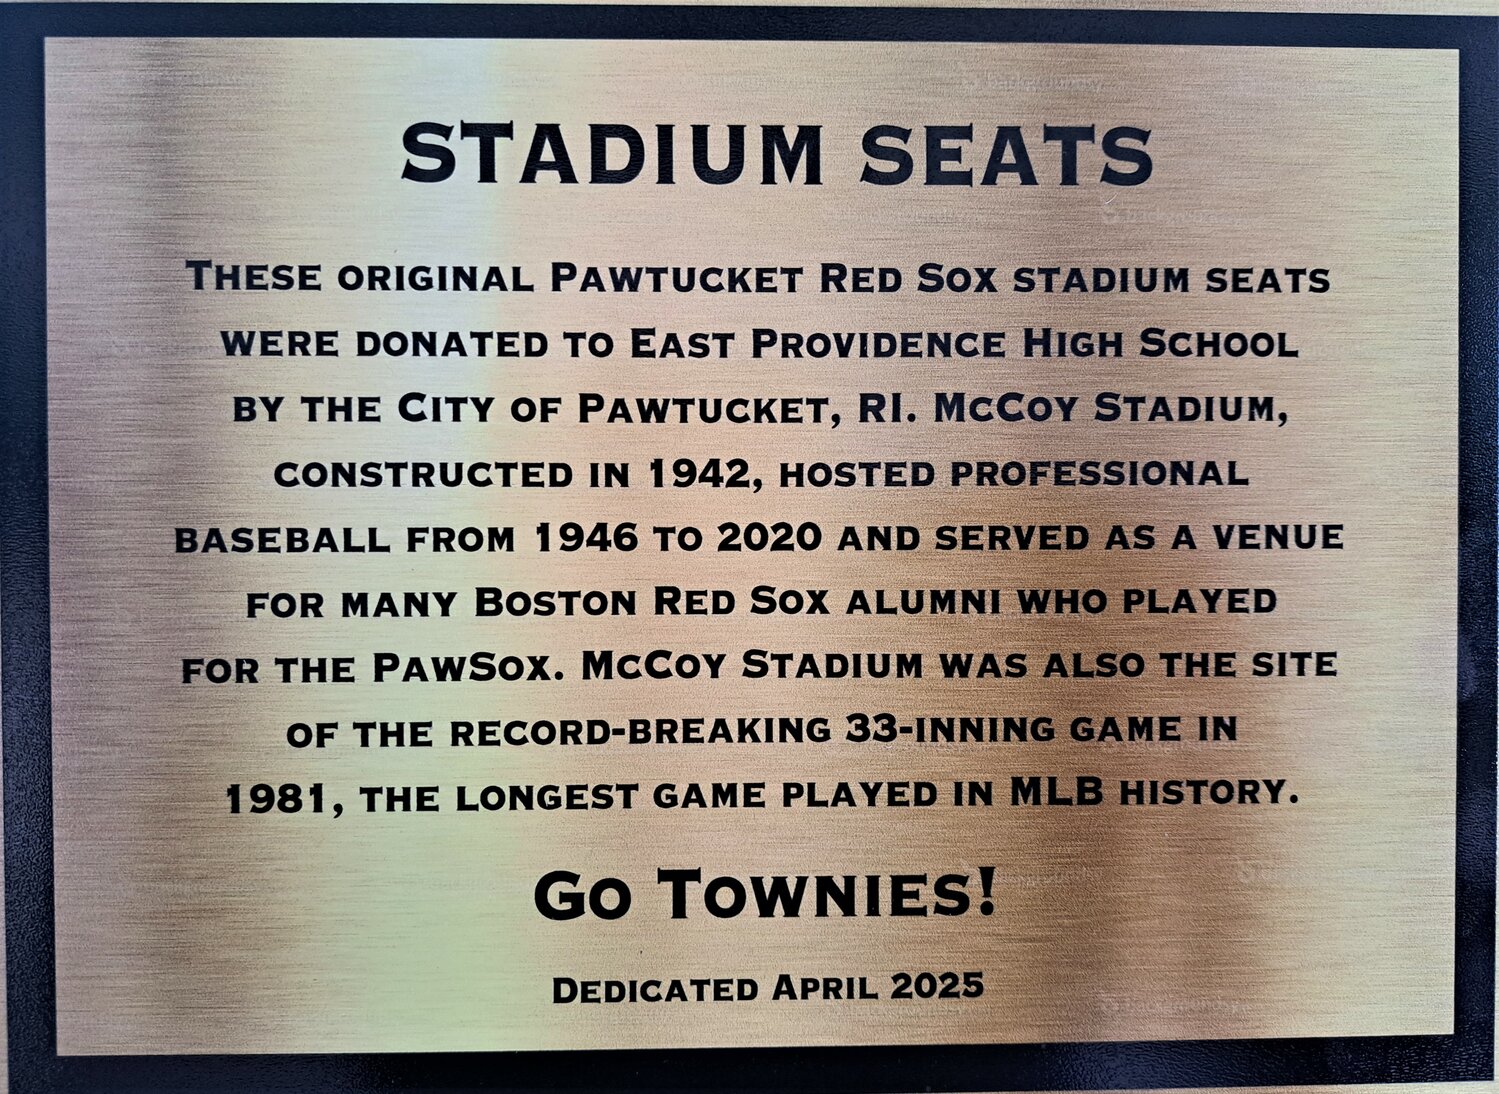 STADIUM SEATS
THESE ORIGINAL PAWTUCKET RED SOX STADIUM SEATS
WERE DONATED TO EAST PROVIDENCE HIGH SCHOOL
BY THE CITY OF PAWTUCKET, RI. MCCOY STADIUM,
CONSTRUCTED IN 1942, HOSTED PROFESSIONAL
BASEBALL FROM 1946 TO 2020 AND SERVED AS A VENUE
FOR MANY BOSTON RED SOX ALUMNI WHO PLAYED
FOR THE PAWSOX. MCCOY STADIUM WAS ALSO THE SITE
OF THE RECORD-BREAKING 33-INNING GAME IN
1981, THE LONGEST GAME PLAYED IN MLB HISTORY.
GO TOWNIES!
DEDICATED APRIL 2025